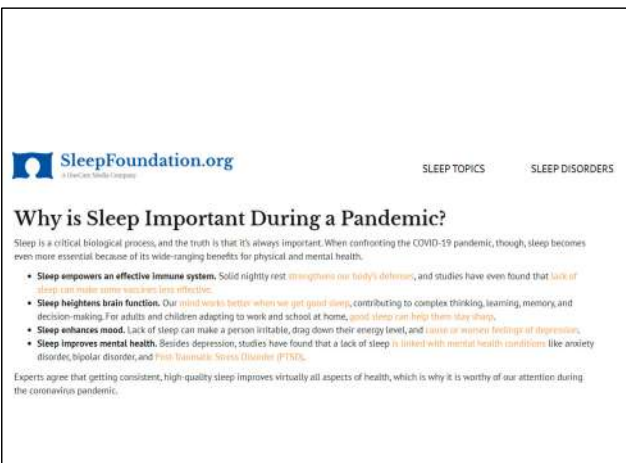 SleepFoundation.org
A OneCare Media Company
SLEEP TOPICS
SLEEP DISORDERS
Why is Sleep Important During a Pandemic?
Sleep is a critical biological process, and the truth is that it's always important. When confronting the COVID-19 pandemic, though, sleep becomes
even more essential because of its wide-ranging benefits for physical and mental health.
• Sleep empowers an effective immune system. Solid nightly rest strengthens our body's defenses, and studies have even found that lack of
sleep can make some vaccines less effective.
• Sleep heightens brain function. Our mind works better when we get good sleep, contributing to complex thinking, learning, memory, and
decision-making. For adults and children adapting to work and school at home, good sleep can help them stay sharp.
• Sleep enhances mood. Lack of sleep can make a person irritable, drag down their energy level, and cause or worsen feelings of depression.
• Sleep improves mental health. Besides depression, studies have found that a lack of sleep is linked with mental health conditions like anxiety
disorder, bipolar disorder, and Post-Traumatic Stress Disorder (PTSD).
Experts agree that getting consistent, high-quality sleep improves virtually all aspects of health, which is why it is worthy of our attention during
the coronavirus pandemic.